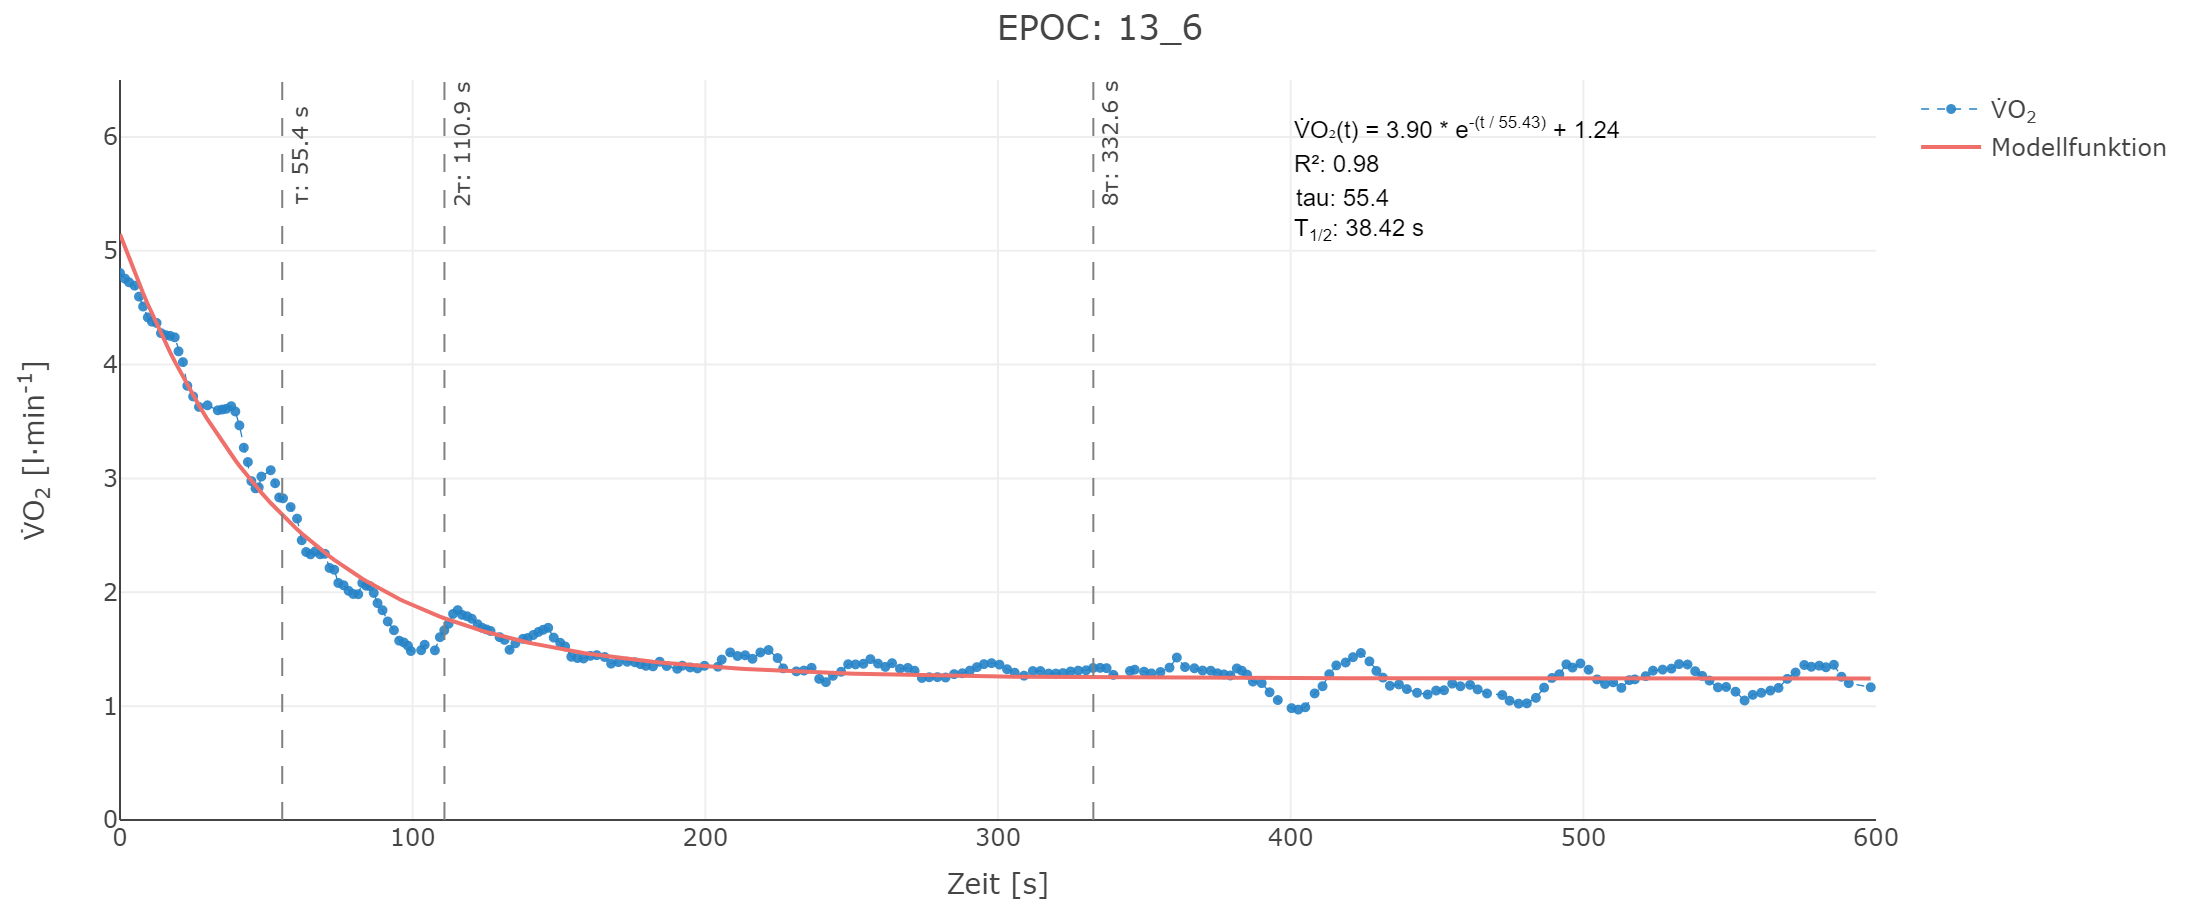 EPOC: 13_6
τ: 55.4 s
2τ: 110.9 s
8τ: 332.6 s
V̇O₂(t) = 3.90 * e^-(t / 55.43) + 1.24
R²: 0.98
tau: 55.4
T1/2: 38.42 s
V̇O₂
Modellfunktion
V̇O₂ [l·min⁻¹]
6
5
4
3
2
1
0
0 100 200 300 400 500 600
Zeit [s]